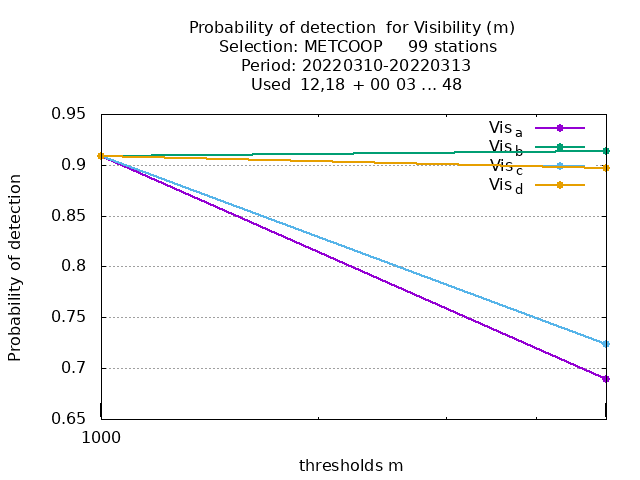 Probability of detection  for Visibility (m)
Selection: METCOOP     99 stations
Period: 20220310-20220313
Used  12,18  + 00 03 ... 48
0.95
0.9
0.85
0.8
0.75
0.7
0.65
1000
Probability of detection
thresholds m
Vis a
Vis b
Vis c
Vis d